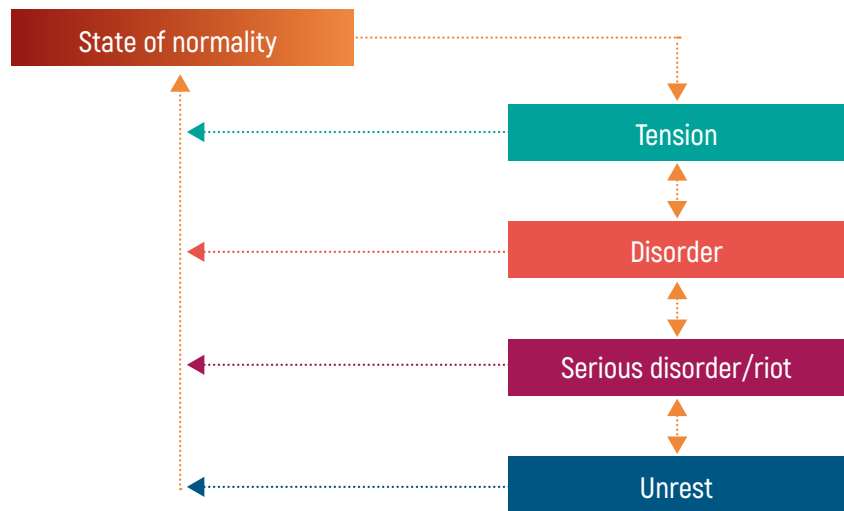 State of normality
Tension
Disorder
Serious disorder/riot
Unrest